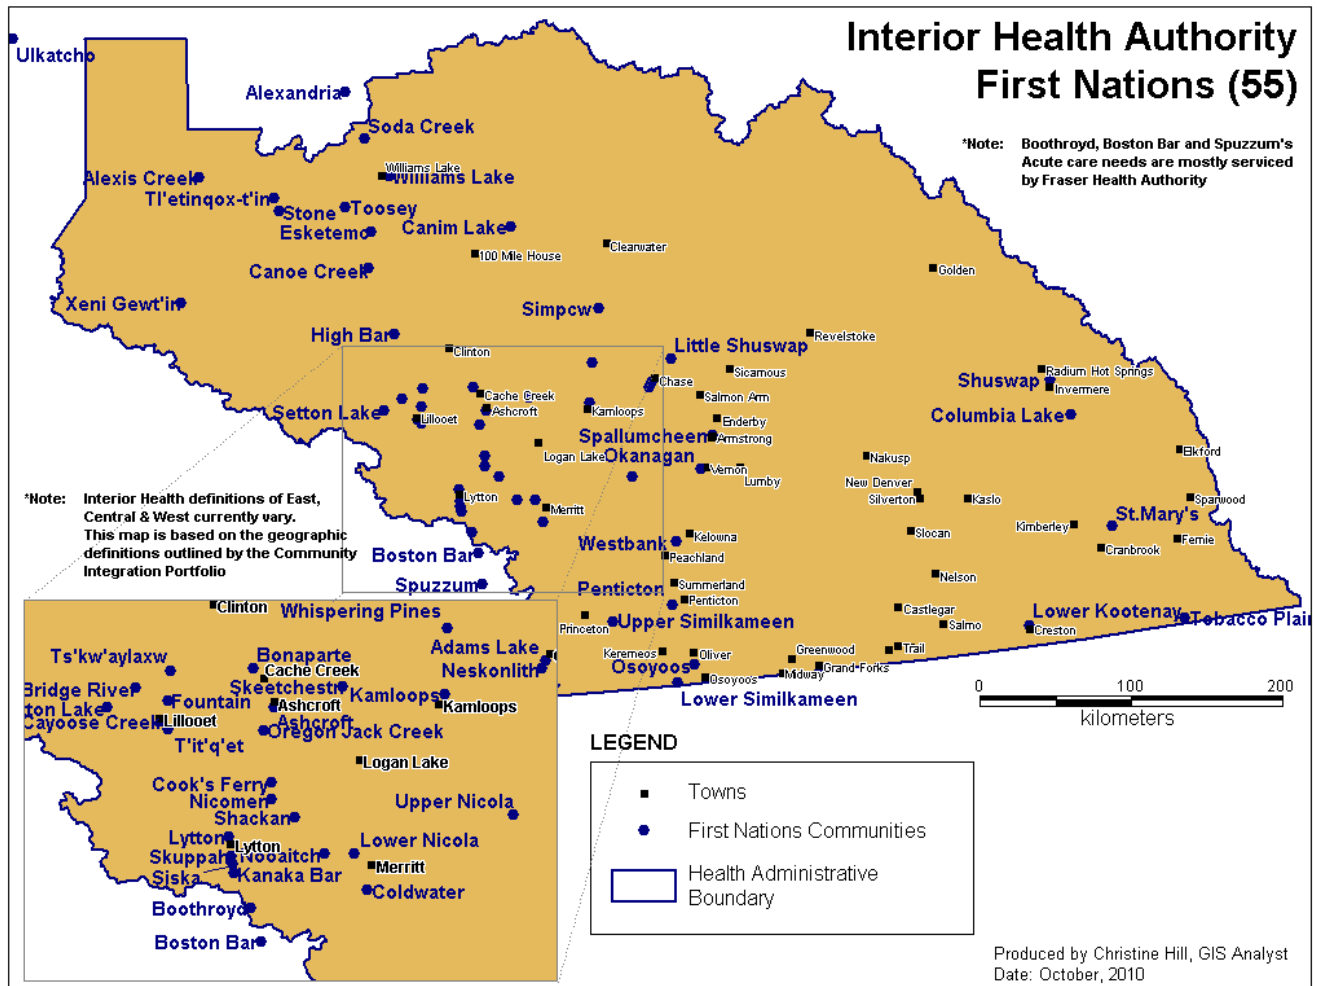 Interior Health Authority
First Nations (55)
*Note: Boothroyd, Boston Bar and Spuzzum's
Acute care needs are mostly serviced
by Fraser Health Authority
Ulkatcho
Alexandria
Soda Creek
Williams Lake
Williams Lake
Alexis Creek
Tl'etinqox-t'in
Stone
Toosey
Esketemc
Canim Lake
100 Mile House
Clearwater
Canoe Creek
Golden
Xeni Gewt'in
Simpcw
High Bar
Clinton
Little Shuswap
Revelstoke
Sicamous
Chase
Radium Hot Springs
Shuswap
Invermere
Cache Creek
Salmon Arm
Setton Lake
Lillooet
Ashcroft
Kamloops
Columbia Lake
Enderby
Spallumcheen
Armstrong
Logan Lake
Okanagan
Elkford
Nakusp
Vernon
Lumby
New Denver
Silverton
Kaslo
Sparwood
Lytton
Merritt
St.Mary's
Kimberley
*Note: Interior Health definitions of East,
Central & West currently vary.
This map is based on the geographic
definitions outlined by the Community
Integration Portfolio
Slocan
Kelowna
Westbank
Fernie
Cranbrook
Boston Bar
Peachland
Spuzzum
Nelson
Penticton
Summerland
Penticton
Castlegar
Lower Kootenay
Tobacco Plai
Princeton
Upper Similkameen
Salmo
Creston
Keremeos
Oliver
Greenwood
Trail
Osoyoos
Osoyoos
Midway
Grand Forks
Lower Similkameen
Clinton
Whispering Pines
Adams Lake
Neskonlith
Ts'kw'aylaxw
Bonaparte
Cache Creek
Bridge River
Skeetchestn
Kamloops
ton Lake
Fountain
Ashcroft
Kamloops
Cayoose Creek
Lillooet
Ashcroft
T'it'q'et
Oregon Jack Creek
Logan Lake
Cook's Ferry
Nicomen
Shackan
Upper Nicola
Lytton
Lytton
Lower Nicola
Skuppah
Nooaitch
Merritt
Siska
Kanaka Bar
Coldwater
Boothroyd
Boston Bar
0 100 200
kilometers
LEGEND
Towns
First Nations Communities
Health Administrative
Boundary
Produced by Christine Hill, GIS Analyst
Date: October, 2010